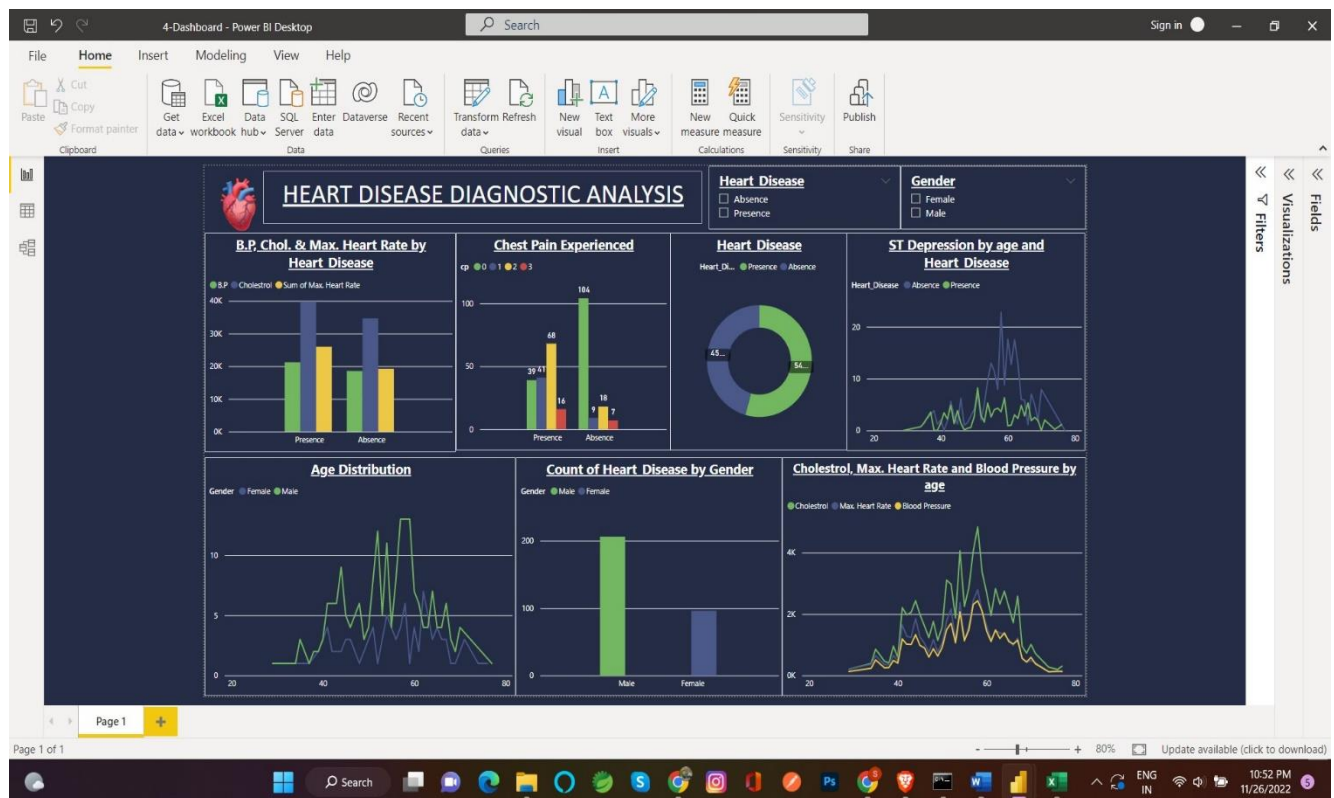 4-Dashboard - Power BI Desktop
Search
Sign in
File Home Insert Modeling View Help
Paste
Cut
Copy
Format painter
Clipboard
Get data
Excel workbook
Data hub
SQL Server
Enter data
Dataverse
Recent sources
Data
Transform data
Refresh
Queries
New visual
Text box
More visuals
Insert
New measure
Quick measure
Calculations
Sensitivity
Sensitivity
Publish
Share
HEART DISEASE DIAGNOSTIC ANALYSIS
Heart Disease
Absence
Presence
Gender
Female
Male
B.P, Chol. & Max. Heart Rate by
Heart Disease
B.P Cholestrol Sum of Max. Heart Rate
40K
30K
20K
10K
0K
Presence Absence
Chest Pain Experienced
cp 0 1 2 3
100
50
0
39 41 68 16
104 9 18 7
Presence Absence
Heart Disease
Heart_Di... Presence Absence
45...
54...
ST Depression by age and
Heart Disease
Heart_Disease Absence Presence
20
10
0
20 40 60 80
Age Distribution
Gender Female Male
10
5
0
20 40 60 80
Count of Heart Disease by Gender
Gender Male Female
200
100
0
Male Female
Cholestrol, Max. Heart Rate and Blood Pressure by
age
Cholestrol Max. Heart Rate Blood Pressure
4K
2K
0K
20 40 60 80
Filters
Visualizations
Fields
Page 1
Page 1 of 1
80%
Update available (click to download)
Search
ENG
IN
10:52 PM
11/26/2022
5